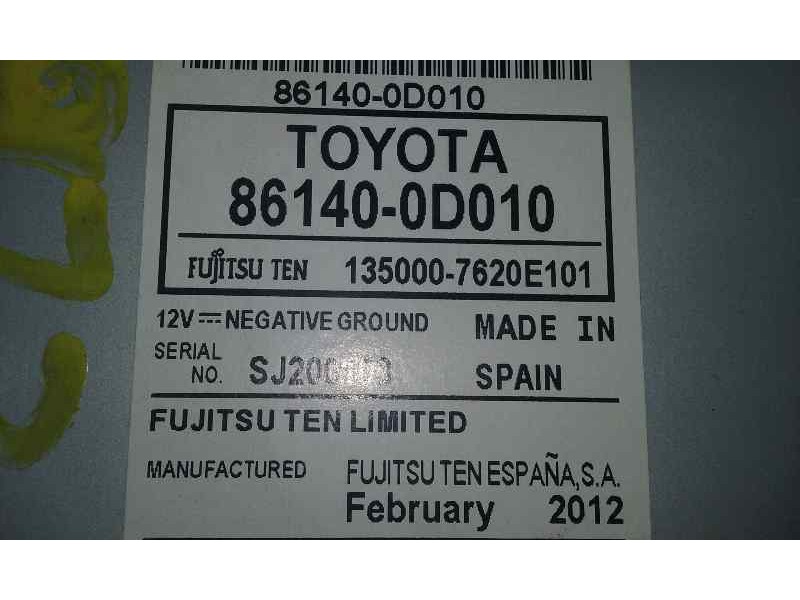 86140-0D010
TOYOTA
86140-0D010
FUJITSU TEN 135000-7620E101
12V NEGATIVE GROUND MADE IN
SERIAL
NO. SPAIN
FUJITSU TEN LIMITED
MANUFACTURED FUJITSU TEN ESPAÑA,S.A.
February 2012